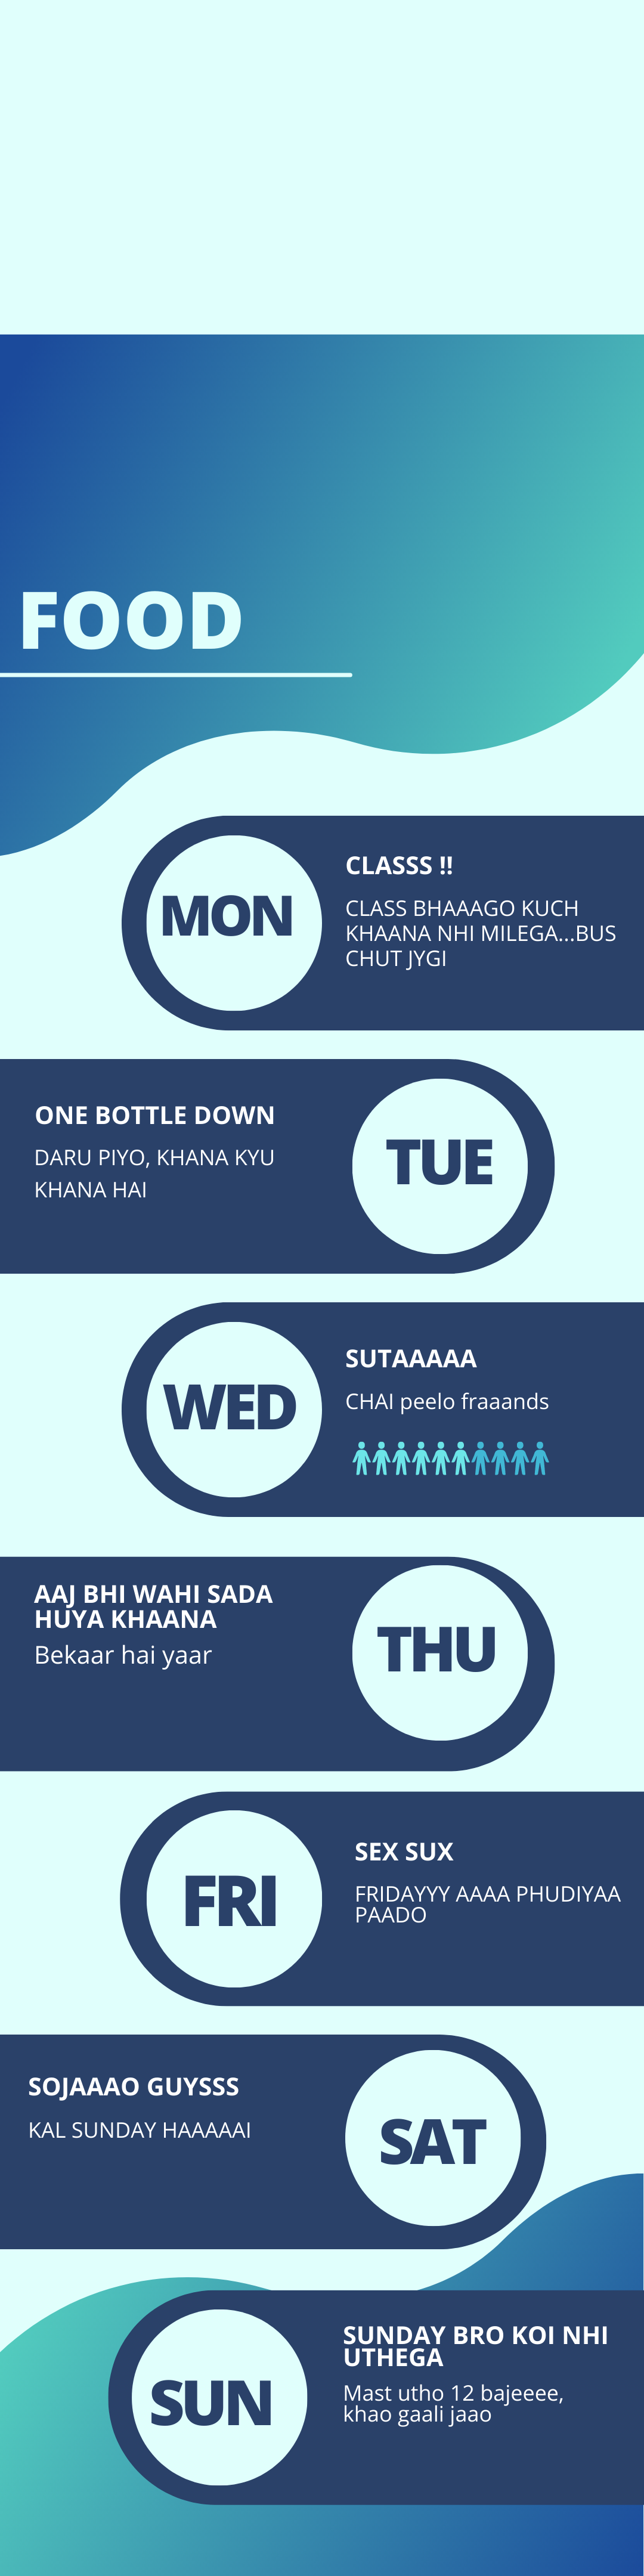 FOOD
MON
CLASSS !!
CLASS BHAAAGO KUCH
KHAANA NHI MILEGA...BUS
CHUT JYGI
ONE BOTTLE DOWN
DARU PIYO, KHANA KYU
KHANA HAI
TUE
WED
SUTAAAAA
CHAI peelo fraaands
AAJ BHI WAHI SADA
HUYA KHAANA
Bekaar hai yaar
THU
FRI
SEX SUX
FRIDAYYY AAAA PHUDIYAA
PAADO
SOJAAAO GUYSSS
KAL SUNDAY HAAAAAI
SAT
SUN
SUNDAY BRO KOI NHI
UTHEGA
Mast utho 12 bajeeee,
khao gaali jaao